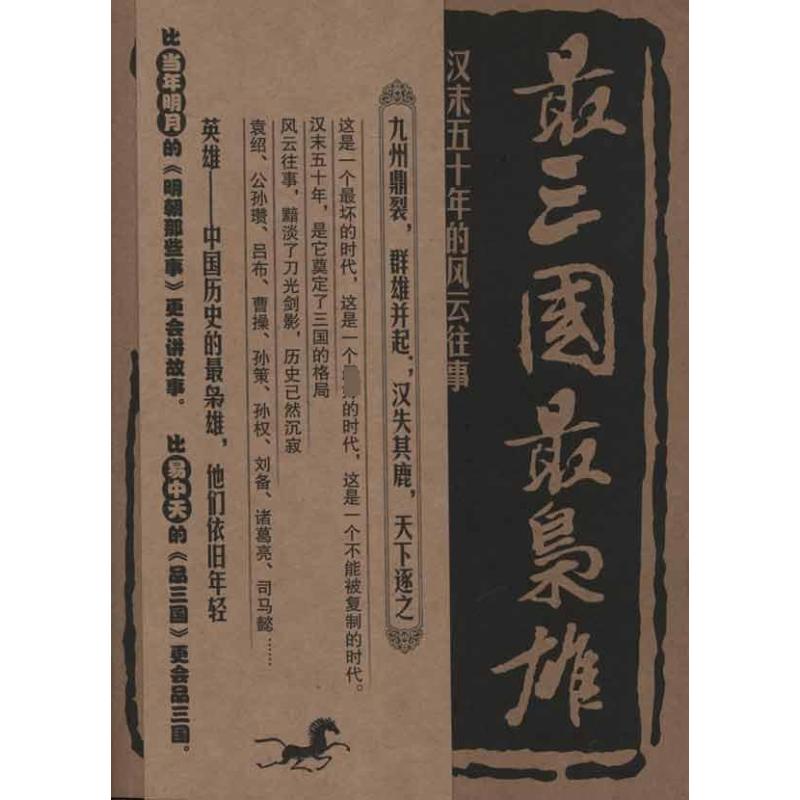 最三國最梟雄
汉末五十年的风云往事
九州鼎裂，群雄并起，汉失其鹿，天下逐之
这是一个最坏的时代，这是一个的时代，这是一个不能被复制的时代。
汉末五十年，是它奠定了三国的格局
风云往事，黯淡了刀光剑影，历史已然沉寂
袁绍、公孙瓒、吕布、曹操、孙策、孙权、刘备、诸葛亮、司马懿……
英雄——中国历史的最枭雄，他们依旧年轻
比当年明月的《明朝那些事》更会讲故事。
比易中天的《品三国》更会品三国。